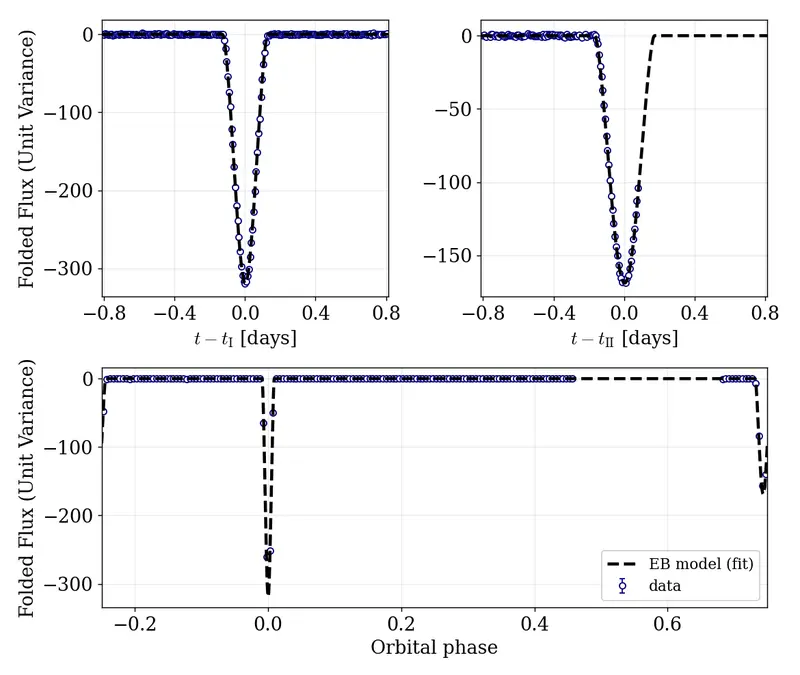 Folded Flux (Unit Variance)
0
−100
−200
−300
−0.8 −0.4 0.0 0.4 0.8
t − t_I [days]
0
−50
−100
−150
−0.8 −0.4 0.0 0.4 0.8
t − t_II [days]
Folded Flux (Unit Variance)
0
−100
−200
−300
−0.2 0.0 0.2 0.4 0.6
Orbital phase
EB model (fit)
data